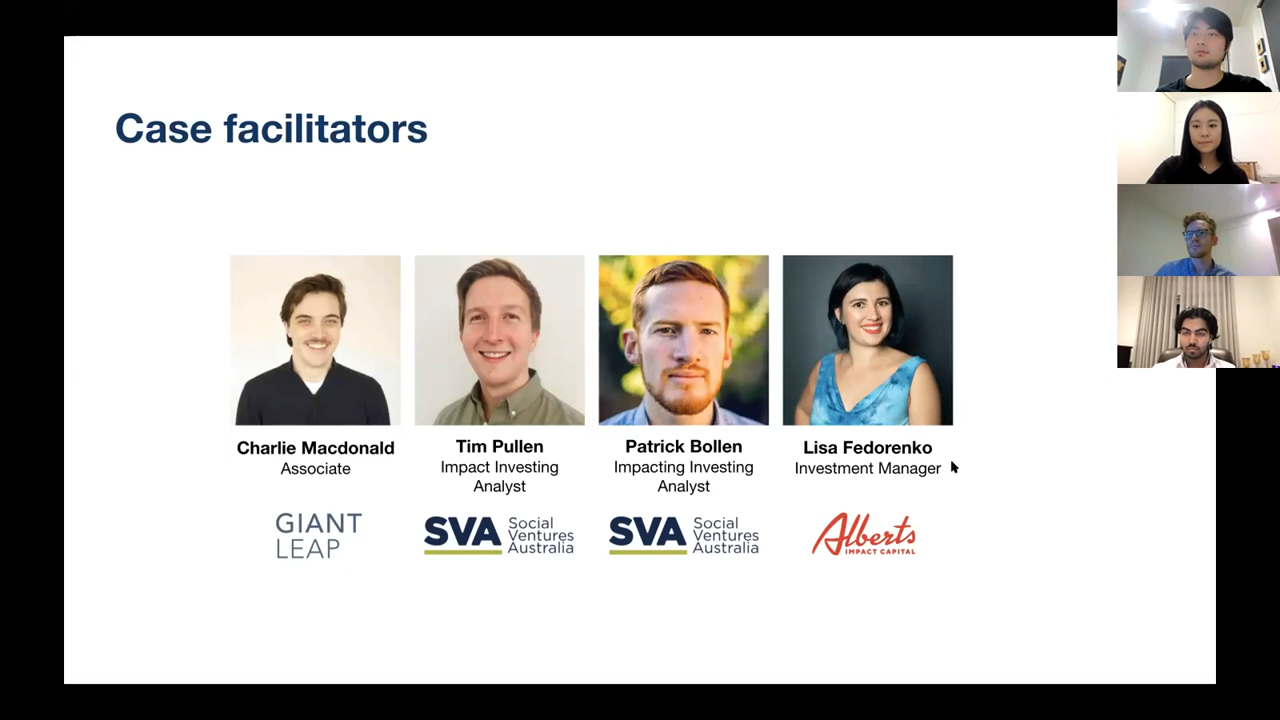 Case facilitators
Charlie Macdonald
Associate
GIANT
LEAP
Tim Pullen
Impact Investing
Analyst
SVA Social
Ventures
Australia
Patrick Bollen
Impacting Investing
Analyst
SVA Social
Ventures
Australia
Lisa Fedorenko
Investment Manager
Alberts
IMPACT CAPITAL